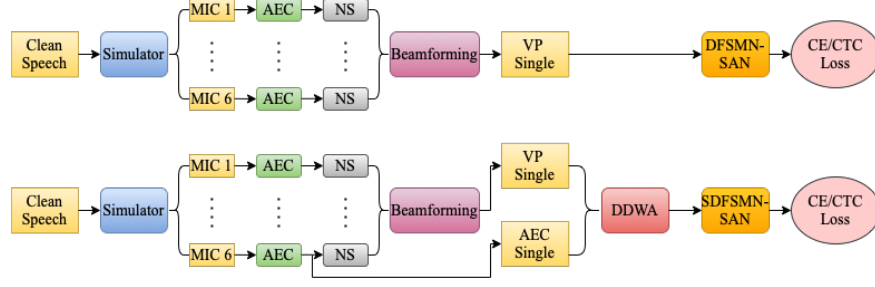 Clean
Speech
Simulator
MIC 1
AEC
NS
MIC 6
AEC
NS
Beamforming
VP
Single
DFSMN-
SAN
CE/CTC
Loss
Clean
Speech
Simulator
MIC 1
AEC
NS
MIC 6
AEC
NS
Beamforming
VP
Single
AEC
Single
DDWA
SDFSMN-
SAN
CE/CTC
Loss